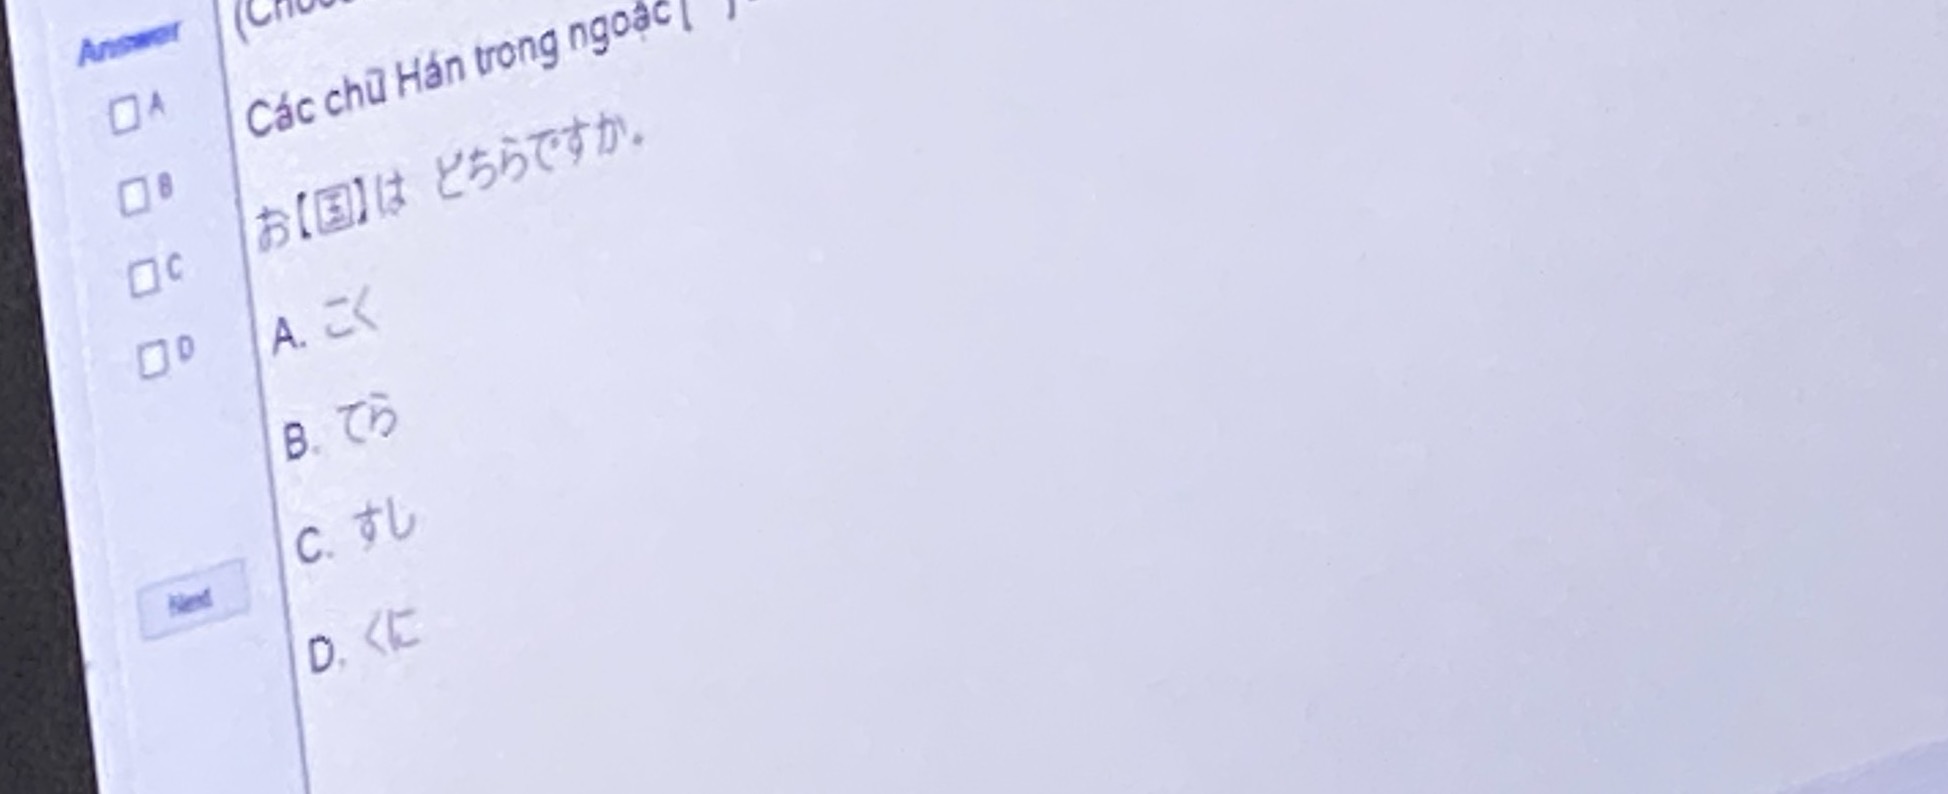 Answer
A
B
C
D
Next
Các chữ Hán trong ngoặc [ ]
お【国】は どちらですか。
A. こく
B. てら
C. すし
D. くに